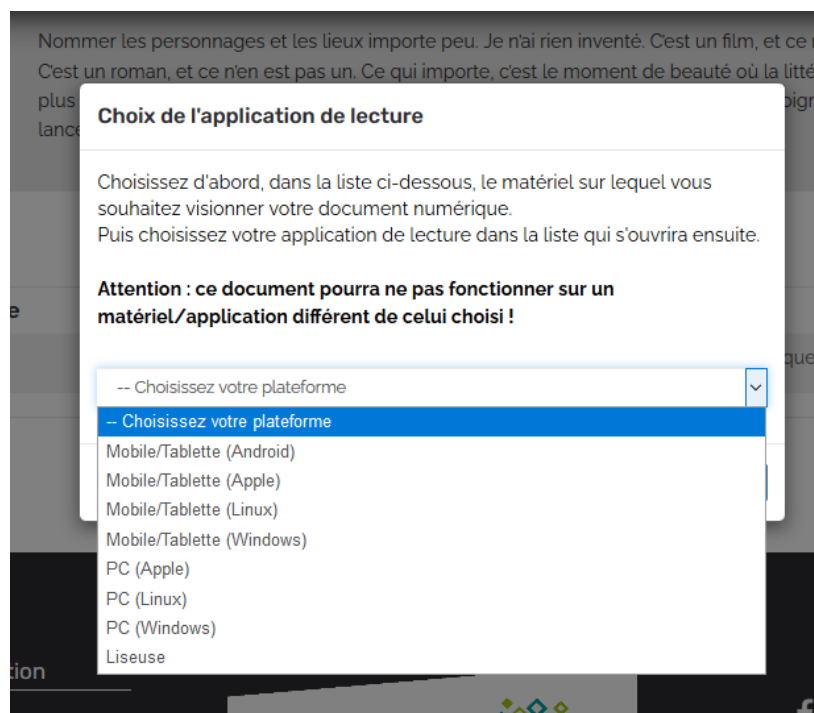 Nommer les personnages et les lieux importe peu. Je n'ai rien inventé. C'est un film, et ce
C'est un roman, et ce n'en est pas un. Ce qui importe, c'est le moment de beauté où la litté
plus
lance
Choix de l'application de lecture
Choisissez d'abord, dans la liste ci-dessous, le matériel sur lequel vous
souhaitez visionner votre document numérique.
Puis choisissez votre application de lecture dans la liste qui s'ouvrira ensuite.
Attention : ce document pourra ne pas fonctionner sur un
matériel/application différent de celui choisi !
e
que
-- Choisissez votre plateforme
-- Choisissez votre plateforme
Mobile/Tablette (Android)
Mobile/Tablette (Apple)
Mobile/Tablette (Linux)
Mobile/Tablette (Windows)
PC (Apple)
PC (Linux)
PC (Windows)
Liseuse
tion